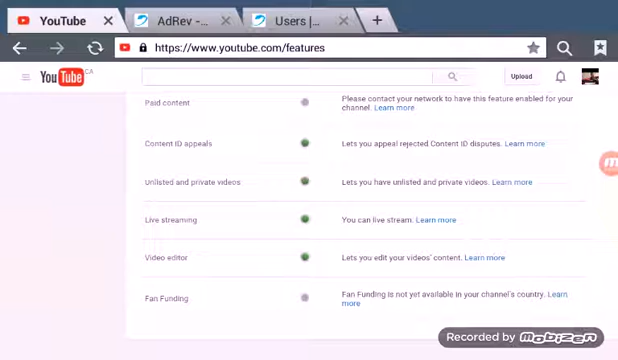 YouTube
AdRev -...
Users |...
https://www.youtube.com/features
YouTube CA
Upload
Paid content
Please contact your network to have this feature enabled for your
channel. Learn more
Content ID appeals
Lets you appeal rejected Content ID disputes. Learn more
Unlisted and private videos
Lets you have unlisted and private videos. Learn more
Live streaming
You can live stream. Learn more
Video editor
Lets you edit your videos' content. Learn more
Fan Funding
Fan Funding is not yet available in your channel's country. Learn
more
Recorded by mobizen